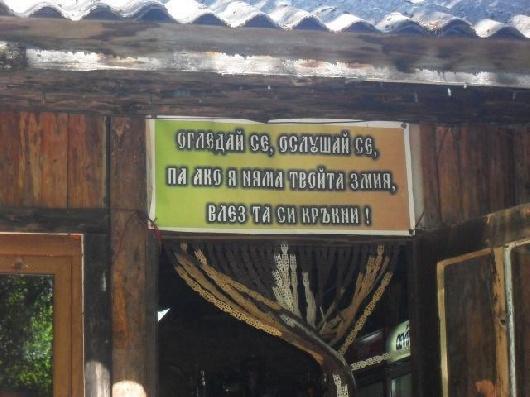 ОГЛЕДАЙ СЕ, ОСЛУШАЙ СЕ,
ПА АКО Я НЯМА ТВОЙТА ЗМИЯ,
ВЛЕЗ ТА СИ КРЪКНИ !